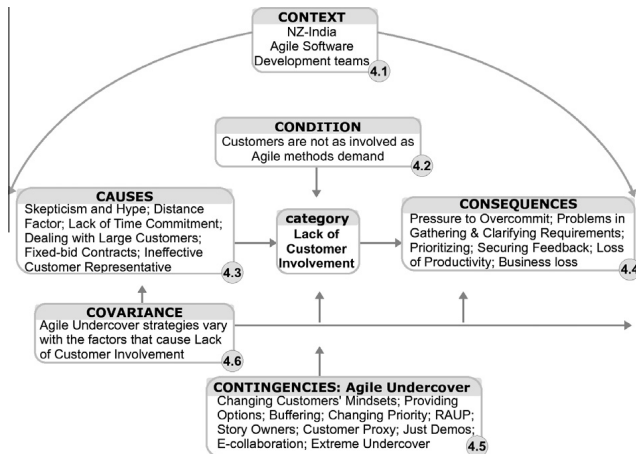 CONTEXT
NZ-India
Agile Software
Development teams
4.1
CONDITION
Customers are not as involved as
Agile methods demand
4.2
CAUSES
Skepticism and Hype; Distance
Factor; Lack of Time Commitment;
Dealing with Large Customers;
Fixed-bid Contracts; Ineffective
Customer Representative
4.3
category
Lack of
Customer
Involvement
CONSEQUENCES
Pressure to Overcommit; Problems in
Gathering & Clarifying Requirements;
Prioritizing; Securing Feedback; Loss
of Productivity; Business loss
4.4
COVARIANCE
Agile Undercover strategies vary
with the factors that cause Lack
of Customer Involvement
4.6
CONTINGENCIES: Agile Undercover
Changing Customers' Mindsets; Providing
Options; Buffering; Changing Priority; RAUP;
Story Owners; Customer Proxy; Just Demos;
E-collaboration; Extreme Undercover
4.5